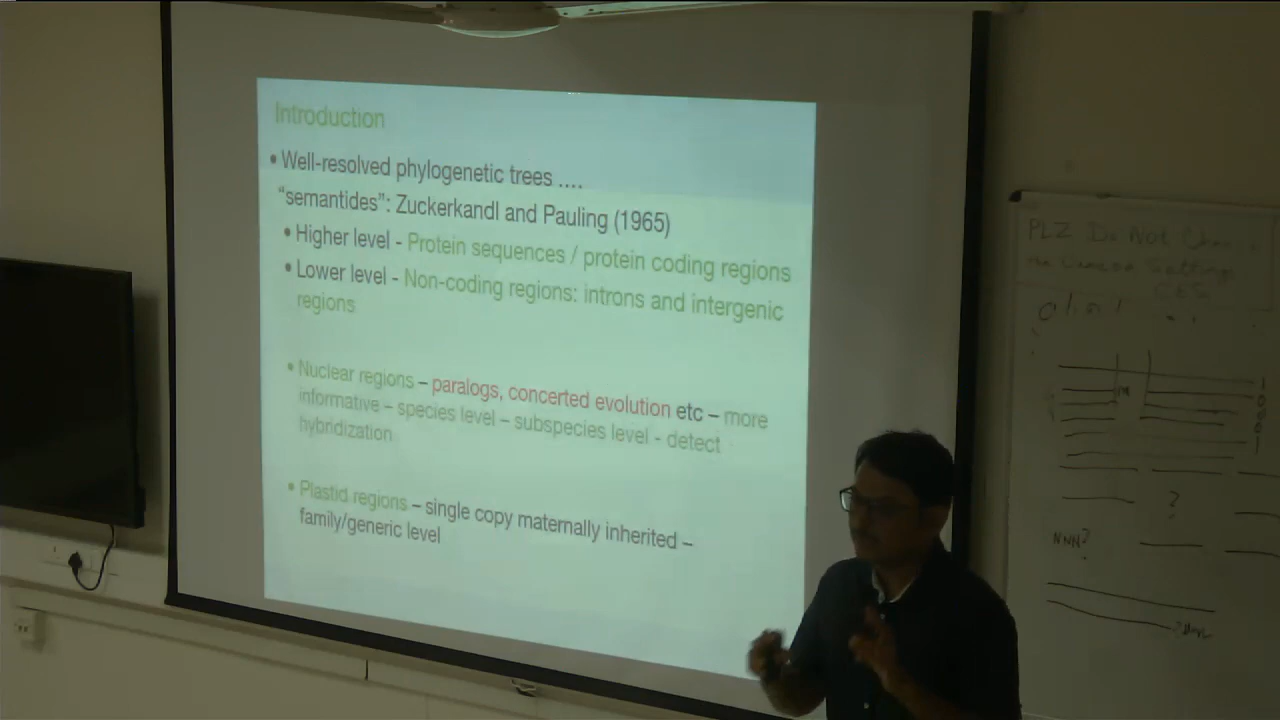 Introduction
• Well-resolved phylogenetic trees ....
“semantides”: Zuckerkandl and Pauling (1965)
• Higher level - Protein sequences / protein coding regions
• Lower level - Non-coding regions: introns and intergenic
regions
• Nuclear regions – paralogs, concerted evolution etc – more
informative – species level – subspecies level - detect
hybridization
• Plastid regions – single copy maternally inherited –
family/generic level
PLZ Do Not Change
?
NNN?